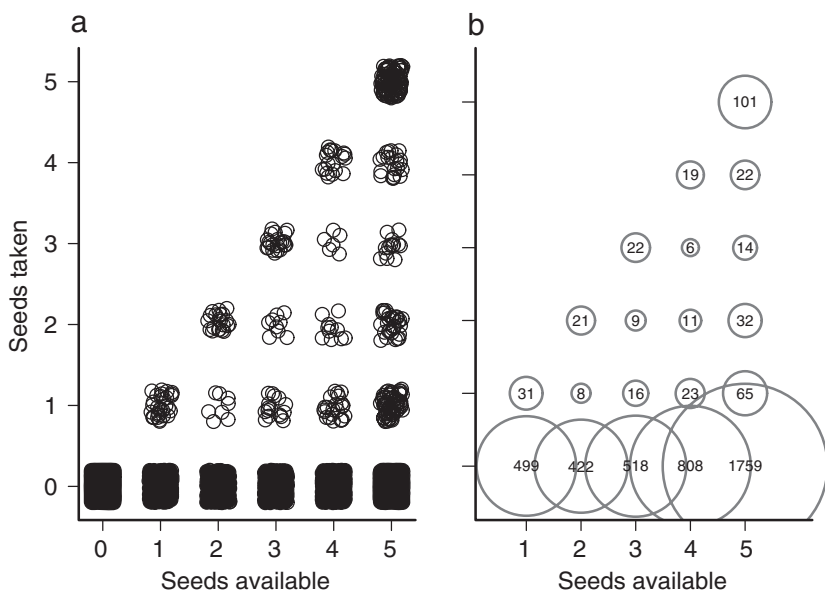 a
b
5
4
3
2
1
0
Seeds taken
0 1 2 3 4 5
Seeds available
101
19 22
22 6 14
21 9 11 32
31 8 16 23 65
499 422 518 808 1759
1 2 3 4 5
Seeds available